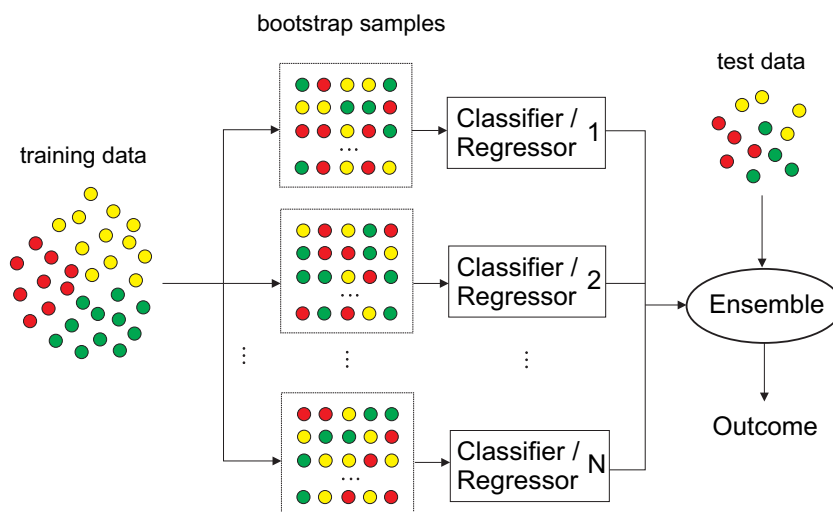 bootstrap samples
test data
training data
...
Classifier /
Regressor 1
...
Classifier /
Regressor 2
Ensemble
...
...
...
Outcome
...
Classifier /
Regressor N